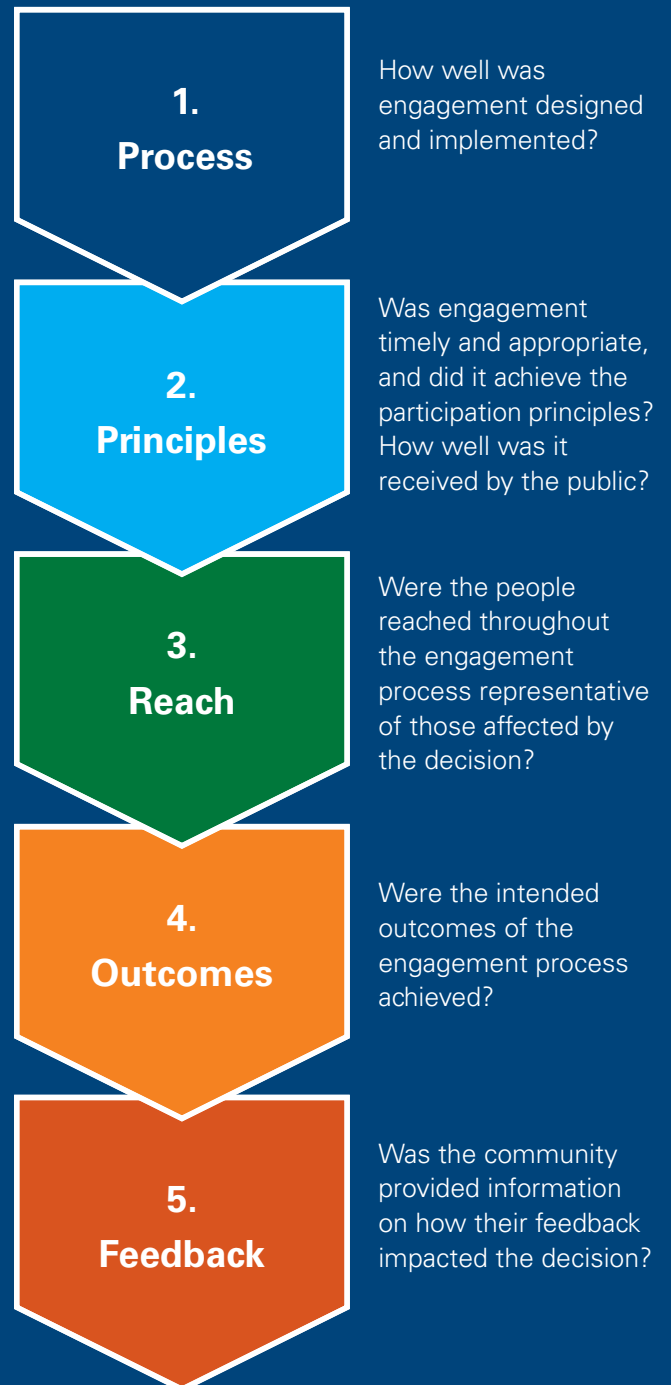 1.
Process
How well was
engagement designed
and implemented?
2.
Principles
Was engagement
timely and appropriate,
and did it achieve the
participation principles?
How well was it
received by the public?
3.
Reach
Were the people
reached throughout
the engagement
process representative
of those affected by
the decision?
4.
Outcomes
Were the intended
outcomes of the
engagement process
achieved?
5.
Feedback
Was the community
provided information
on how their feedback
impacted the decision?